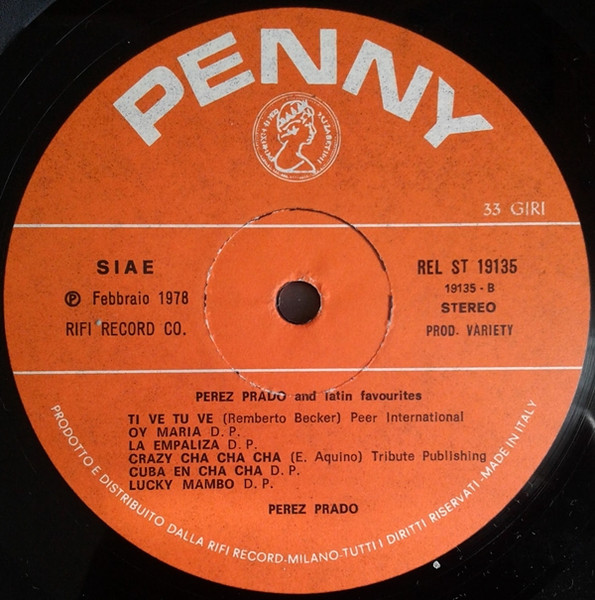 PENNY
33 GIRI
SIAE
℗ Febbraio 1978
RIFI RECORD CO.
REL ST 19135
19135 - B
STEREO
PROD. VARIETY
PEREZ PRADO and latin favourites
TI VE TU VE (Remberto Becker) Peer International
OY MARIA D. P.
LA EMPALIZA D. P.
CRAZY CHA CHA CHA (E. Aquino) Tribute Publishing
CUBA EN CHA CHA D. P.
LUCKY MAMBO D. P.
PEREZ PRADO
PRODOTTO E DISTRIBUITO DALLA RIFI RECORD-MILANO-TUTTI I DIRITTI RISERVATI-MADE IN ITALY